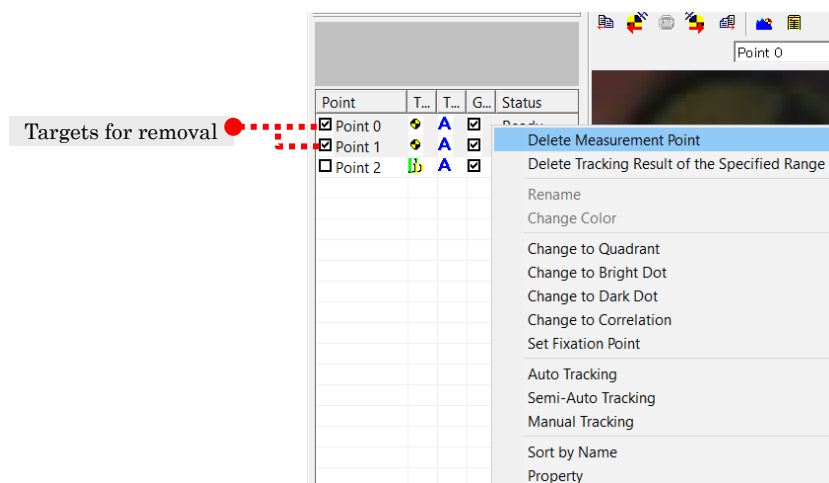 Point 0
Point T... T... G... Status
Targets for removal
Point 0 A Ready
Point 1 A
Point 2 A
Delete Measurement Point
Delete Tracking Result of the Specified Range
Rename
Change Color
Change to Quadrant
Change to Bright Dot
Change to Dark Dot
Change to Correlation
Set Fixation Point
Auto Tracking
Semi-Auto Tracking
Manual Tracking
Sort by Name
Property